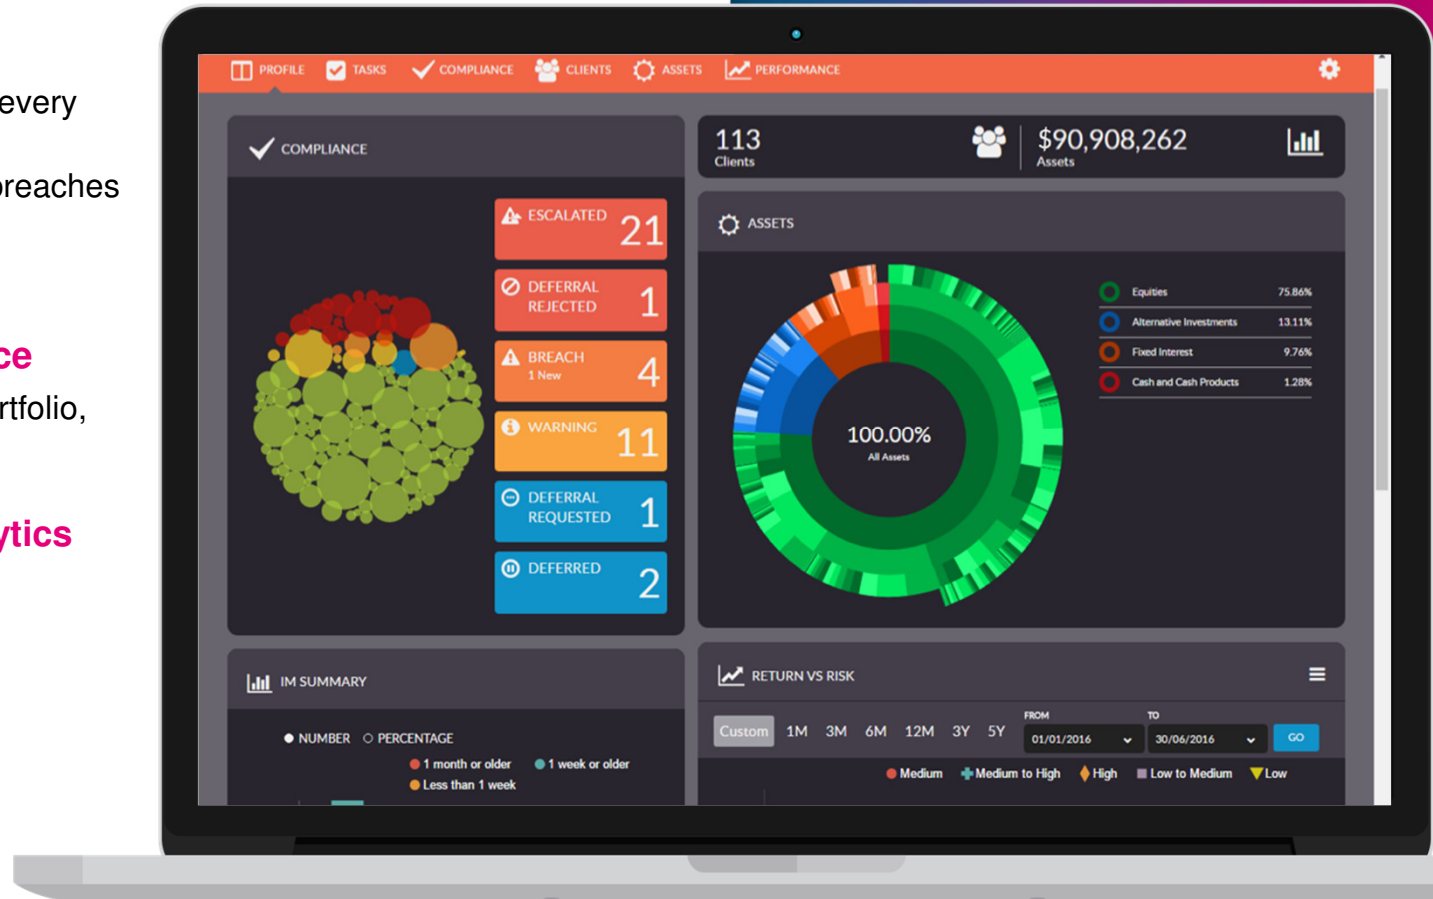 every
breaches
ce
rtfolio,
ytics
PROFILE TASKS COMPLIANCE CLIENTS ASSETS PERFORMANCE
COMPLIANCE
ESCALATED 21
DEFERRAL
REJECTED 1
BREACH
1 New 4
WARNING 11
DEFERRAL
REQUESTED 1
DEFERRED 2
113
Clients
$90,908,262
Assets
ASSETS
100.00%
All Assets
Equities 75.86%
Alternative Investments 13.11%
Fixed Interest 9.76%
Cash and Cash Products 1.28%
IM SUMMARY
NUMBER PERCENTAGE
1 month or older 1 week or older
Less than 1 week
RETURN VS RISK
FROM TO
Custom 1M 3M 6M 12M 3Y 5Y 01/01/2016 30/06/2016 GO
Medium Medium to High High Low to Medium Low